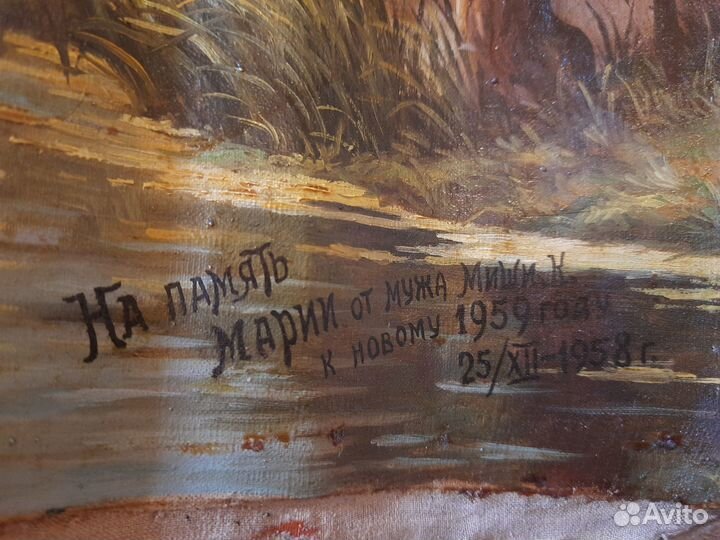 На память
Марии от мужа Миши. К.
к новому 1959 году
25/XII-1958 г.
Avito